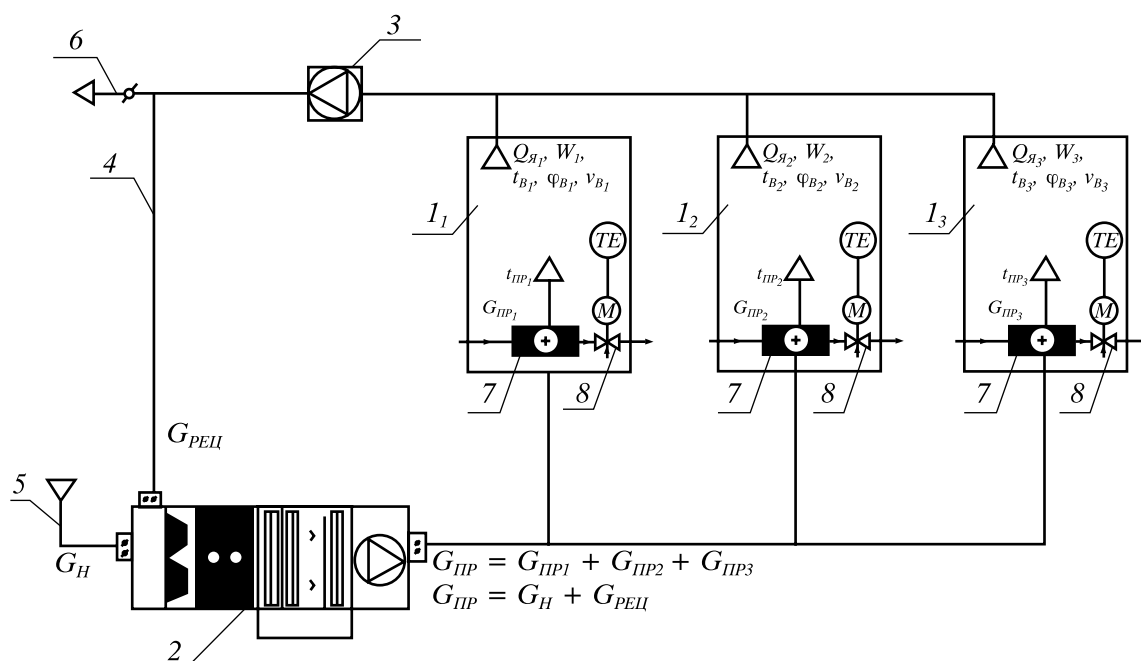 3
6
Q_Я1, W_1,
t_В1, φ_В1, v_В1
Q_Я2, W_2,
t_В2, φ_В2, v_В2
Q_Я3, W_3,
t_В3, φ_В3, v_В3
4
1_1
1_2
1_3
TE
TE
TE
t_ПР1
t_ПР2
t_ПР3
G_ПР1
M
G_ПР2
M
G_ПР3
M
7
8
7
8
7
8
G_РЕЦ
5
G_Н
G_ПР = G_ПР1 + G_ПР2 + G_ПР3
G_ПР = G_Н + G_РЕЦ
2